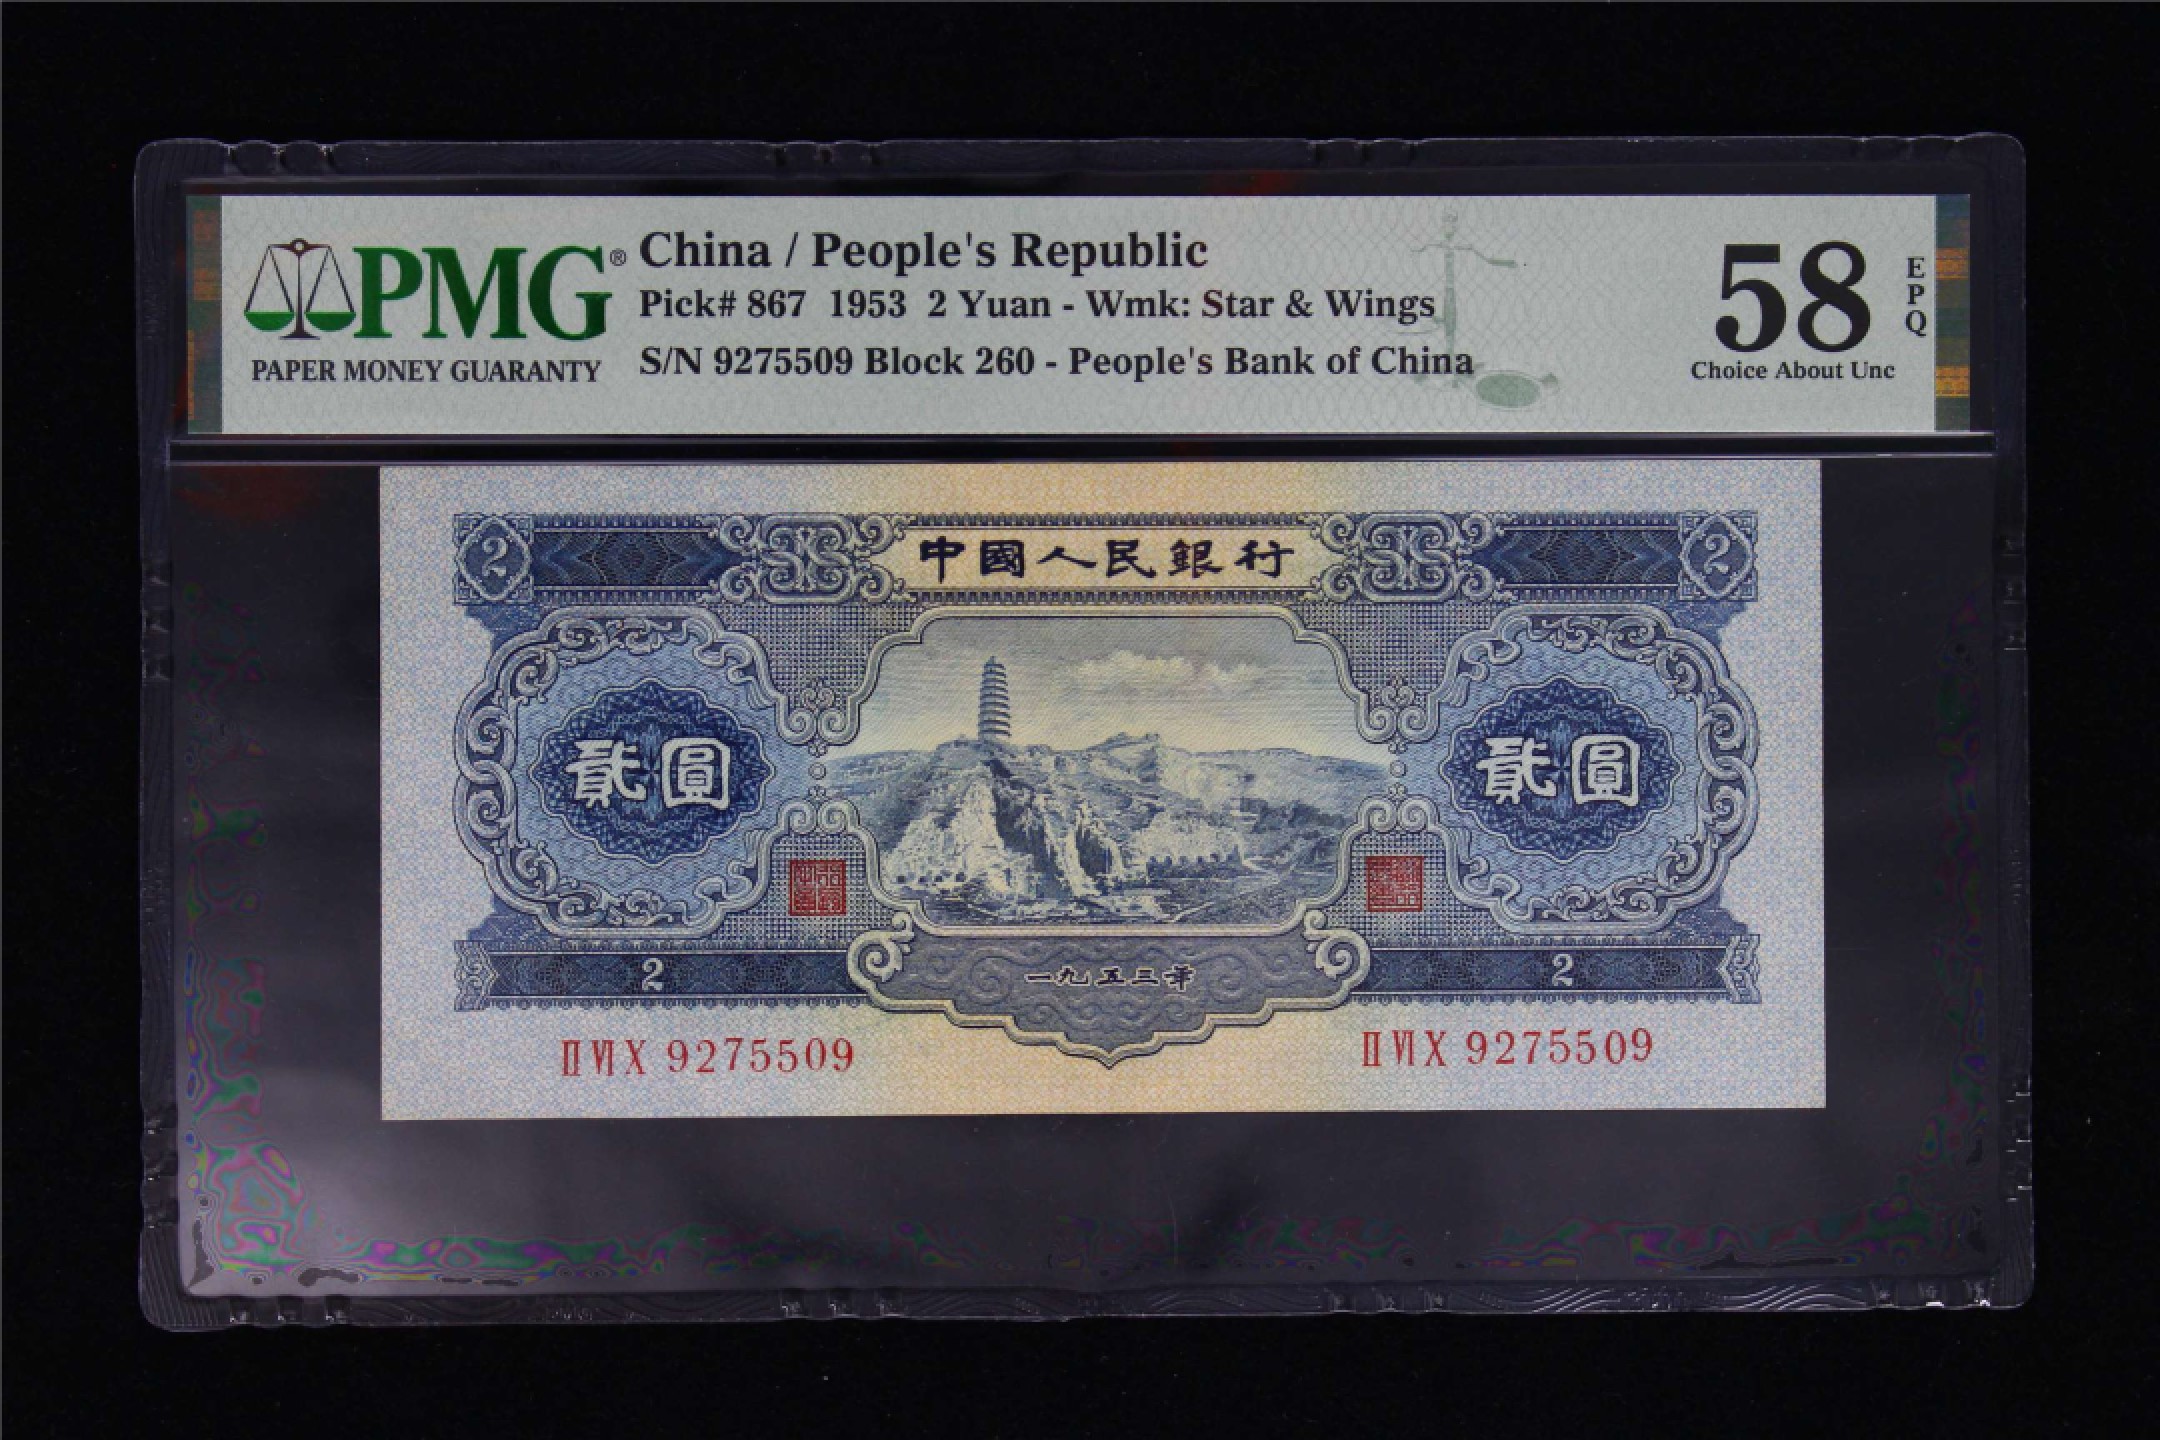 PMG®
PAPER MONEY GUARANTY
China / People's Republic
Pick# 867 1953 2 Yuan - Wmk: Star & Wings
S/N 9275509 Block 260 - People's Bank of China
58
EPQ
Choice About Unc
2
中國人民銀行
2
貳圓
貳圓
2
一九五三年
2
ⅡⅥX 9275509
ⅡⅥX 9275509